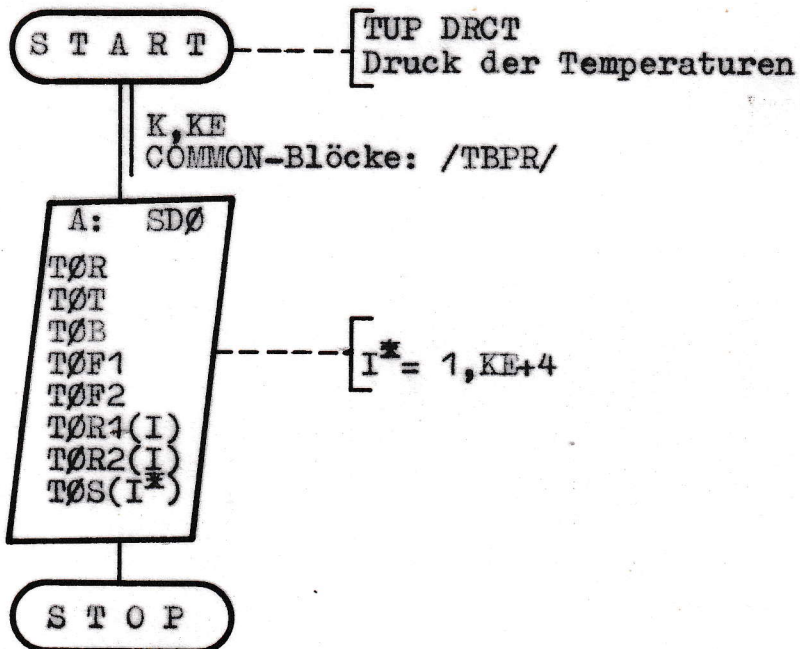 S T A R T
TUP DRCT
Druck der Temperaturen
K,KE
COMMON-Blöcke: /TBPR/
A: SDØ
TØR
TØT
TØB
TØF1
TØF2
TØR1(I)
TØR2(I)
TØS(I*)
I*= 1,KE+4
S T O P